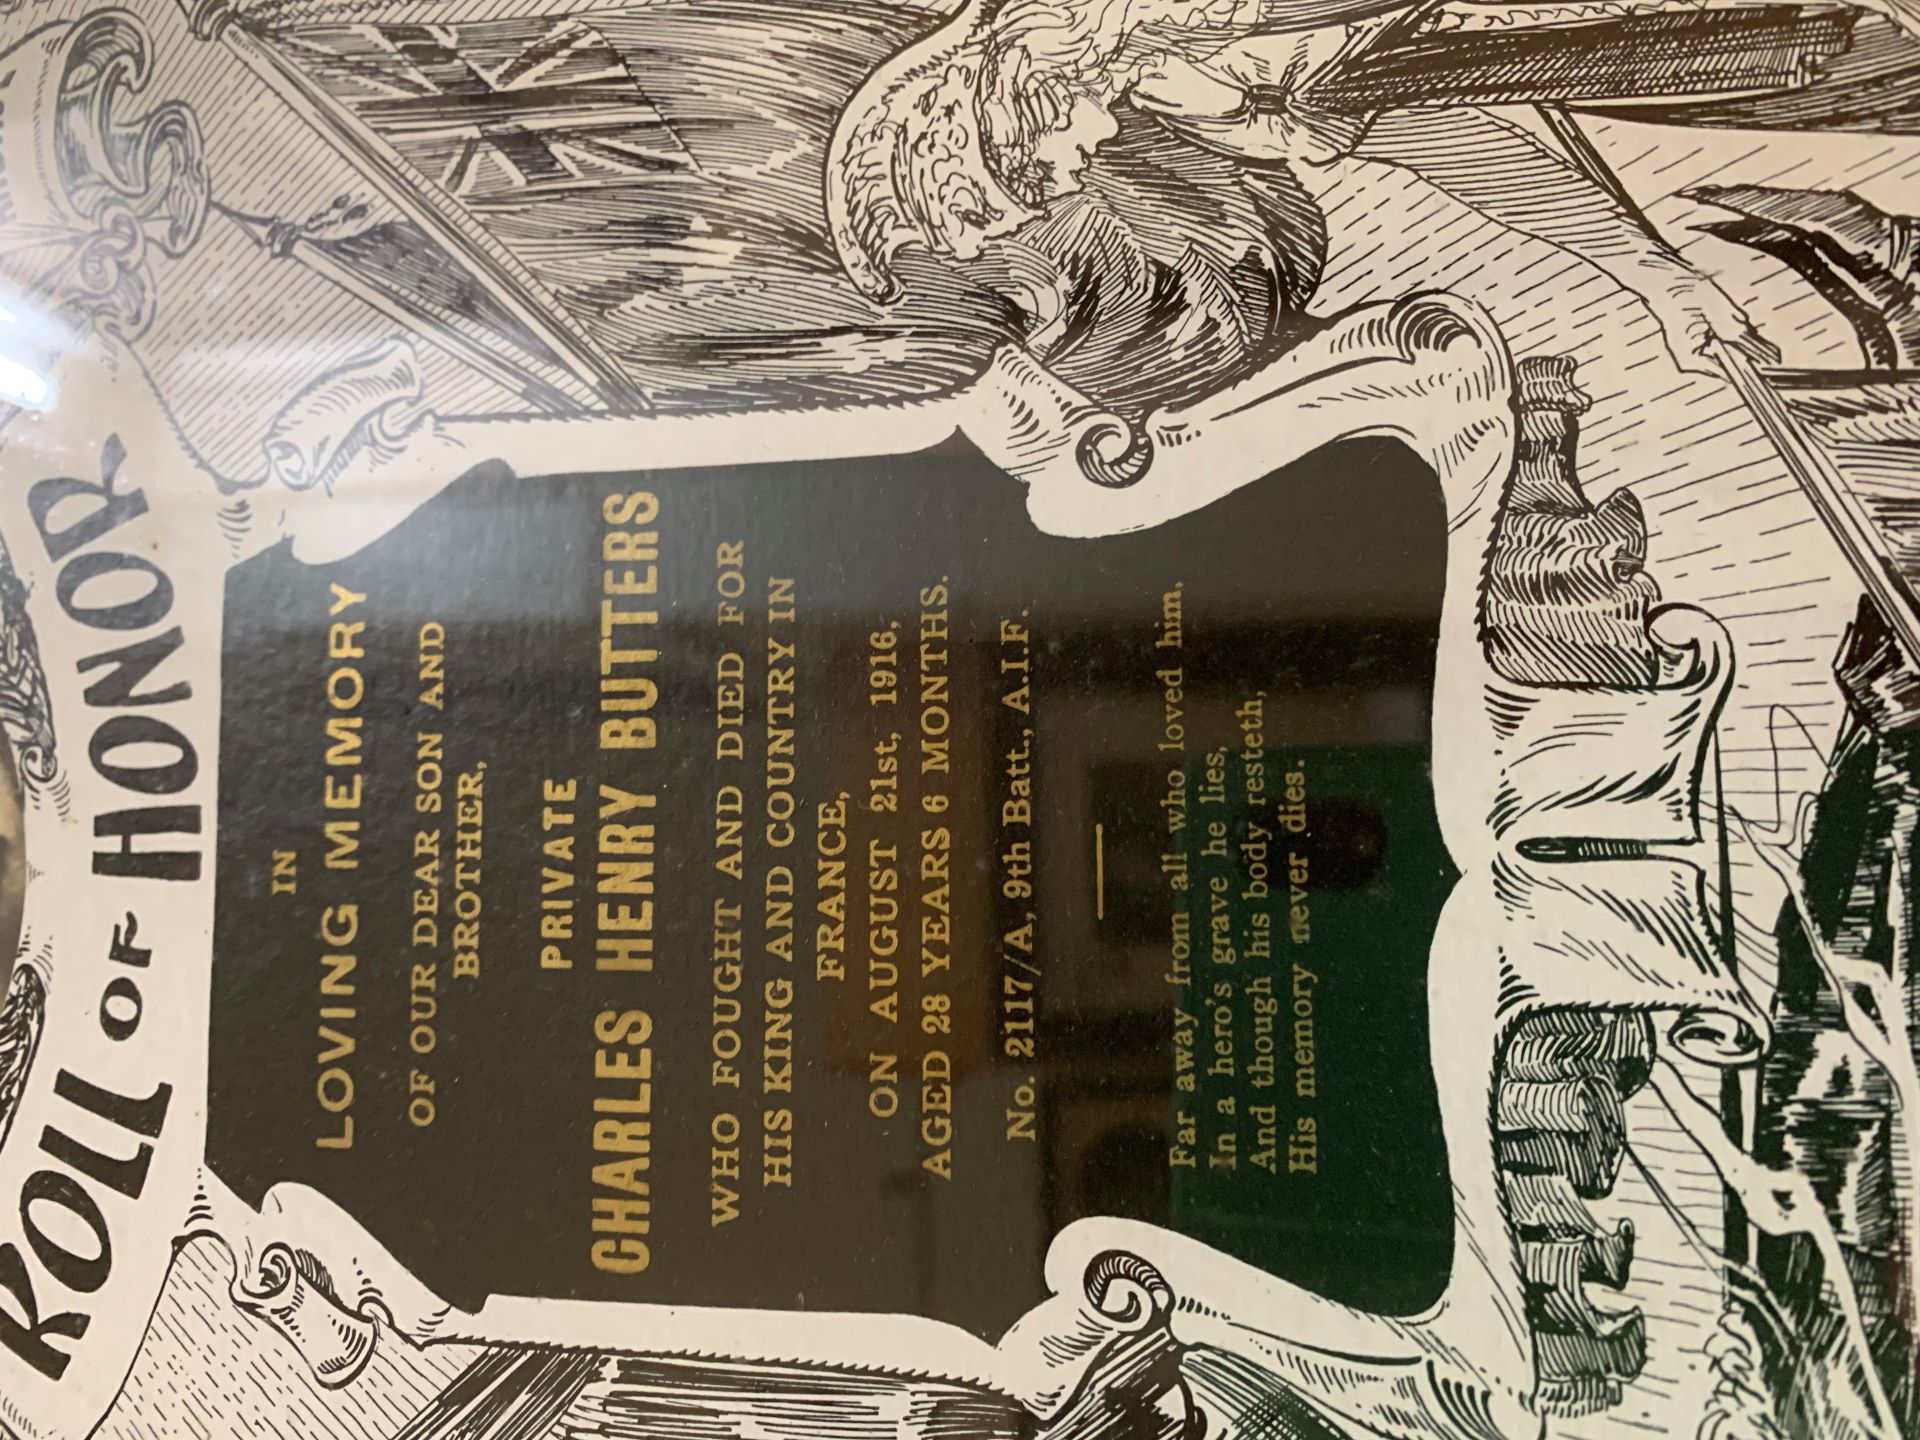 ROLL OF HONOR
IN
LOVING MEMORY
OF OUR DEAR SON AND
BROTHER,
PRIVATE
CHARLES HENRY BUTTERS
WHO FOUGHT AND DIED FOR
HIS KING AND COUNTRY IN
FRANCE,
ON AUGUST 21st, 1916,
AGED 28 YEARS 6 MONTHS.
No. 2117/A, 9th Batt., A.I.F.
Far away from all who loved him,
In a hero's grave he lies,
And though his body resteth,
His memory never dies.